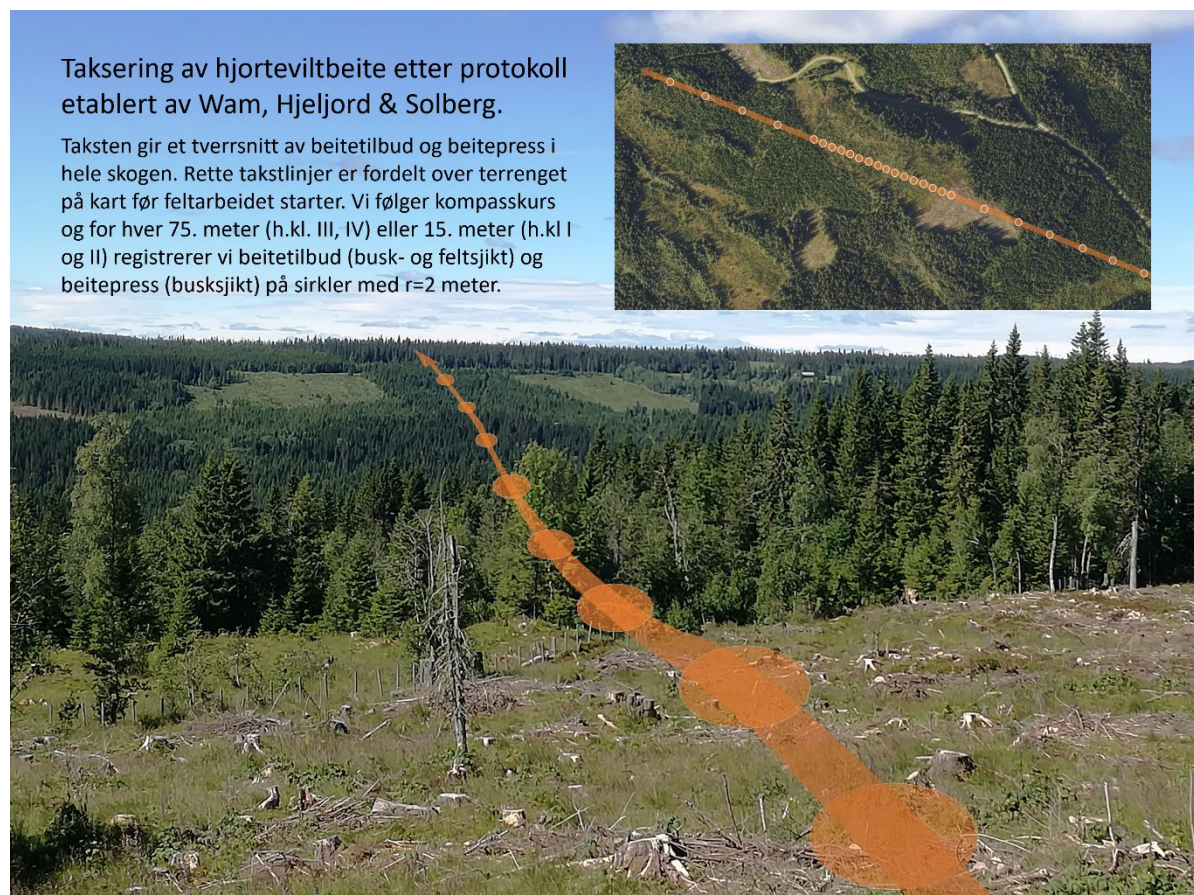 Taksering av hjorteviltbeite etter protokoll
etablert av Wam, Hjeljord & Solberg.
Taksten gir et tverrsnitt av beitetilbud og beitepress i
hele skogen. Rette takstlinjer er fordelt over terrenget
på kart før feltarbeidet starter. Vi følger kompasskurs
og for hver 75. meter (h.kl. III, IV) eller 15. meter (h.kl I
og II) registrerer vi beitetilbud (busk- og feltsjikt) og
beitepress (busksjikt) på sirkler med r=2 meter.